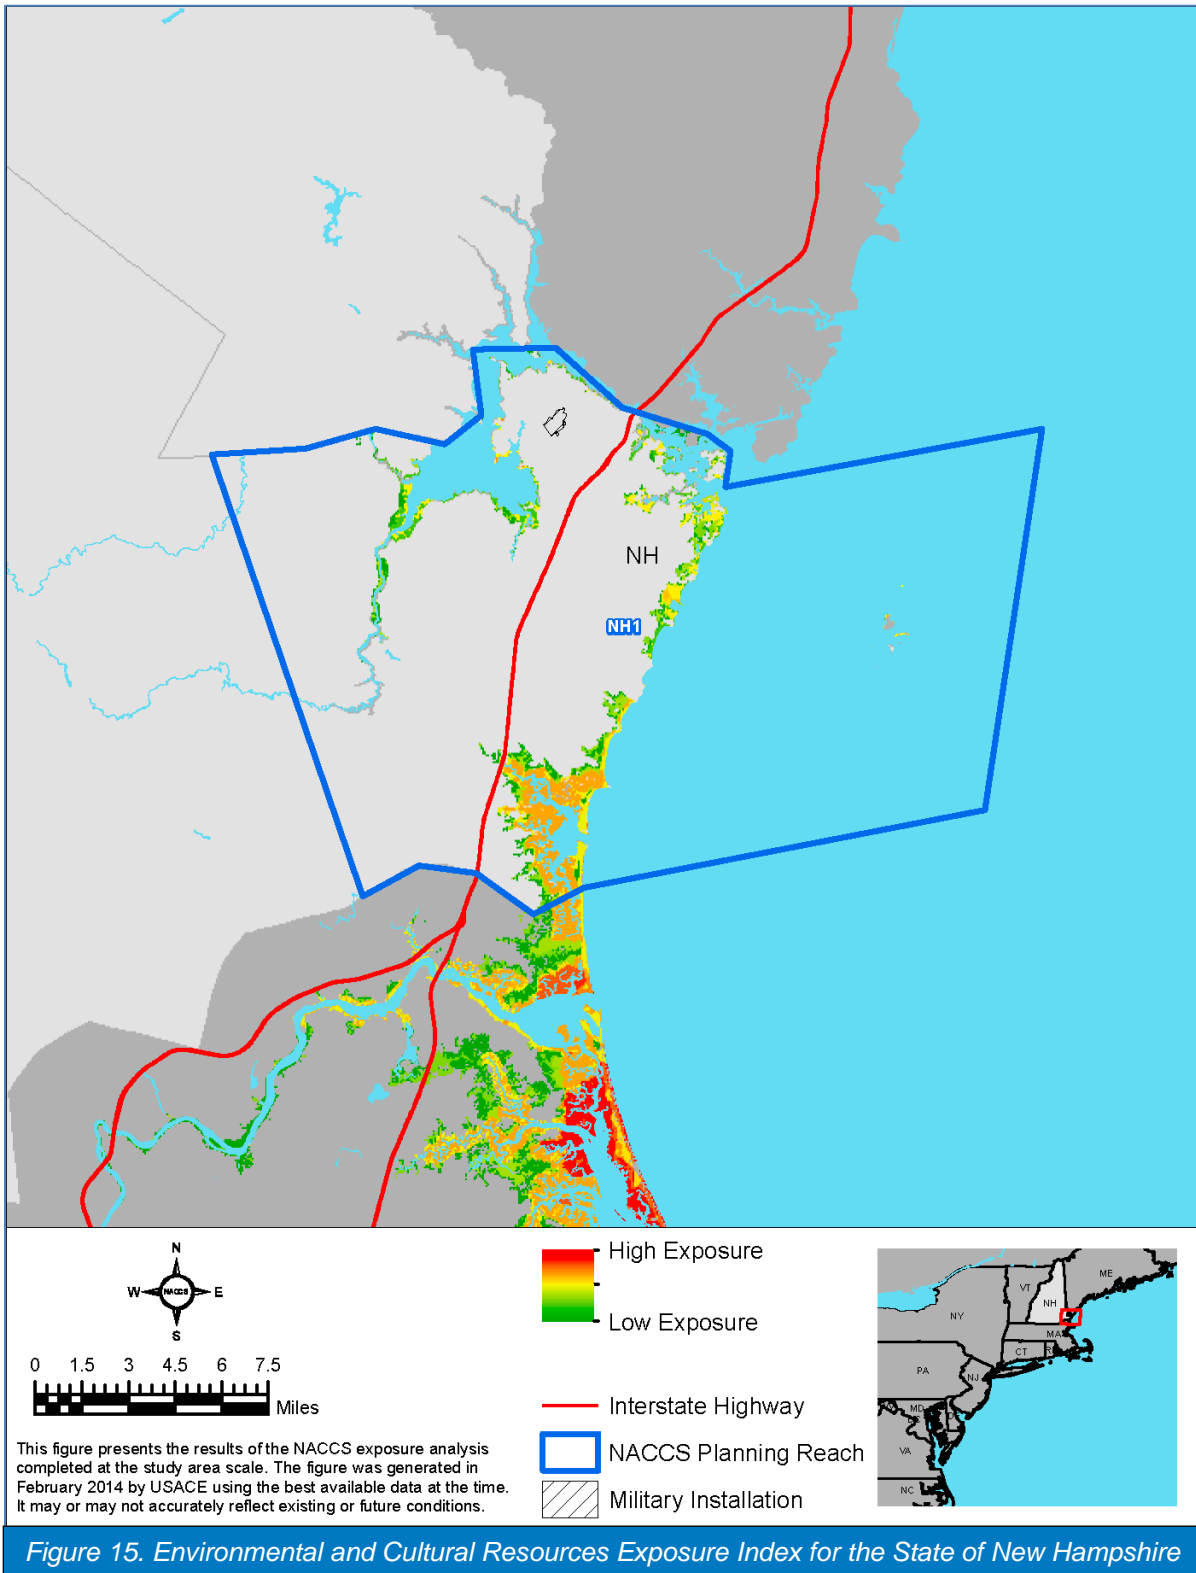 NH
NH1
N
W
NACCS
E
S
0 1.5 3 4.5 6 7.5
Miles
This figure presents the results of the NACCS exposure analysis
completed at the study area scale. The figure was generated in
February 2014 by USACE using the best available data at the time.
It may or may not accurately reflect existing or future conditions.
High Exposure
Low Exposure
Interstate Highway
NACCS Planning Reach
Military Installation
ME
VT
NH
NY
MA
CT
PA
NJ
MD
VA
NC
Figure 15. Environmental and Cultural Resources Exposure Index for the State of New Hampshire